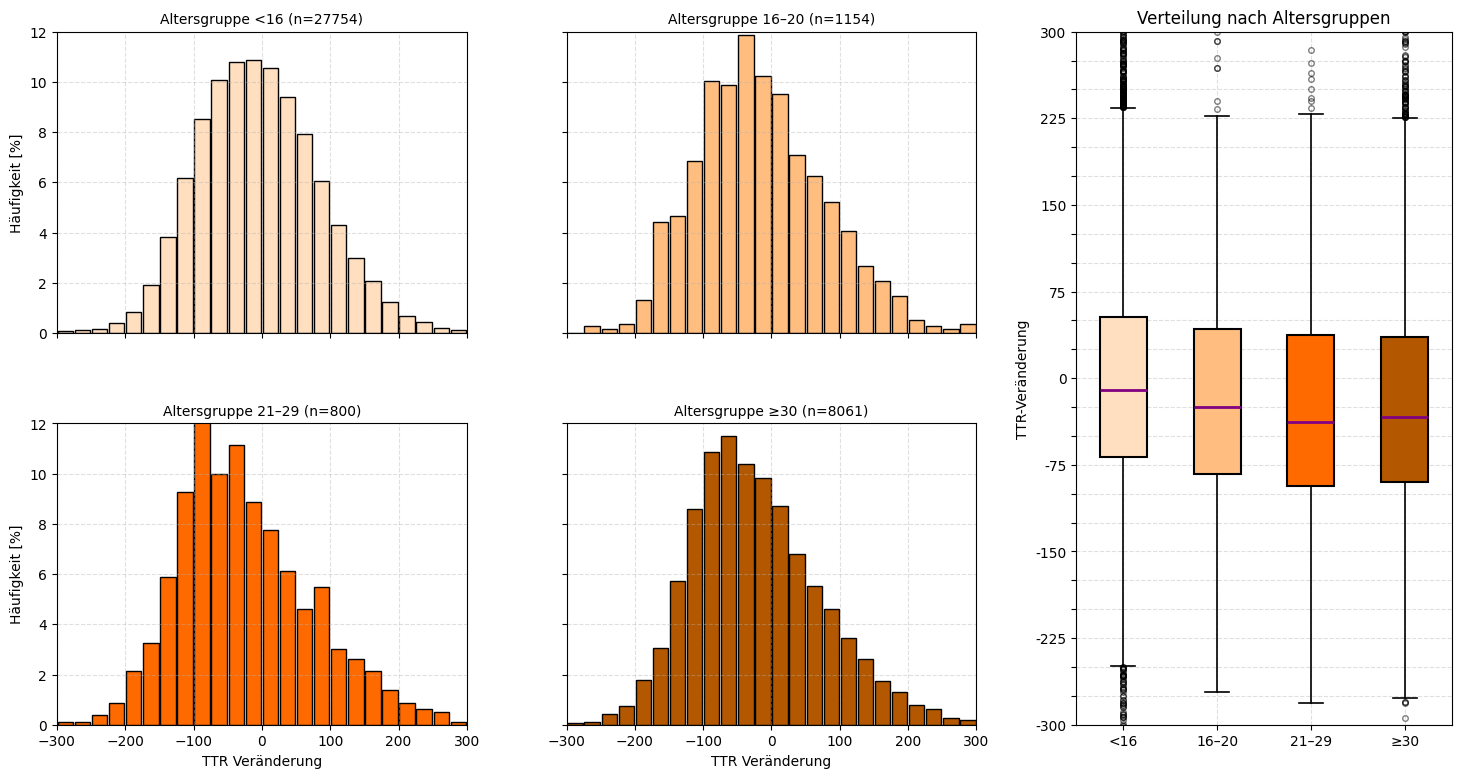 Altersgruppe <16 (n=27754)
Häufigkeit [%]
12
10
8
6
4
2
0
Altersgruppe 16–20 (n=1154)
Altersgruppe 21–29 (n=800)
Häufigkeit [%]
12
10
8
6
4
2
0
−300 −200 −100 0 100 200 300
TTR Veränderung
Altersgruppe ≥30 (n=8061)
−300 −200 −100 0 100 200 300
TTR Veränderung
Verteilung nach Altersgruppen
TTR-Veränderung
300
225
150
75
0
-75
-150
-225
-300
<16 16–20 21–29 ≥30